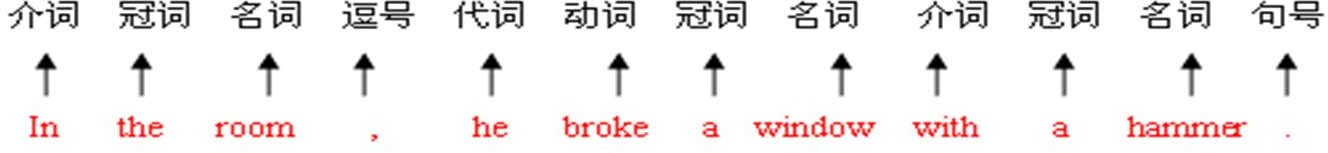 介词 冠词 名词 逗号 代词 动词 冠词 名词 介词 冠词 名词 句号
In the room , he broke a window with a hammer .